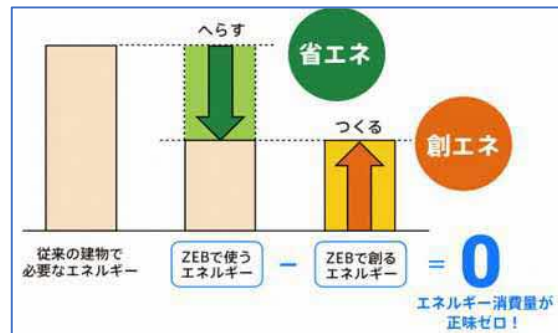 へらす
省エネ
つくる
創エネ
従来の建物で
必要なエネルギー
ZEBで使う
エネルギー
−
ZEBで創る
エネルギー
= 0
エネルギー消費量が
正味ゼロ！